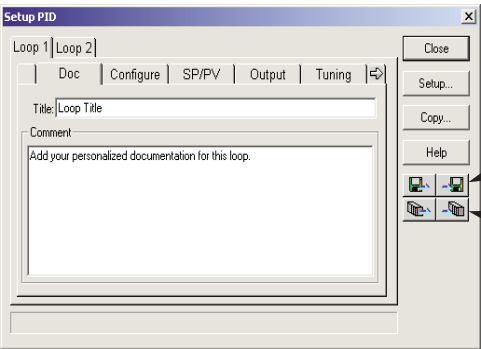 Setup PID
Loop 1 Loop 2
Doc Configure SP/PV Output Tuning
Title: Loop Title
Comment
Add your personalized documentation for this loop.
Close
Setup...
Copy...
Help